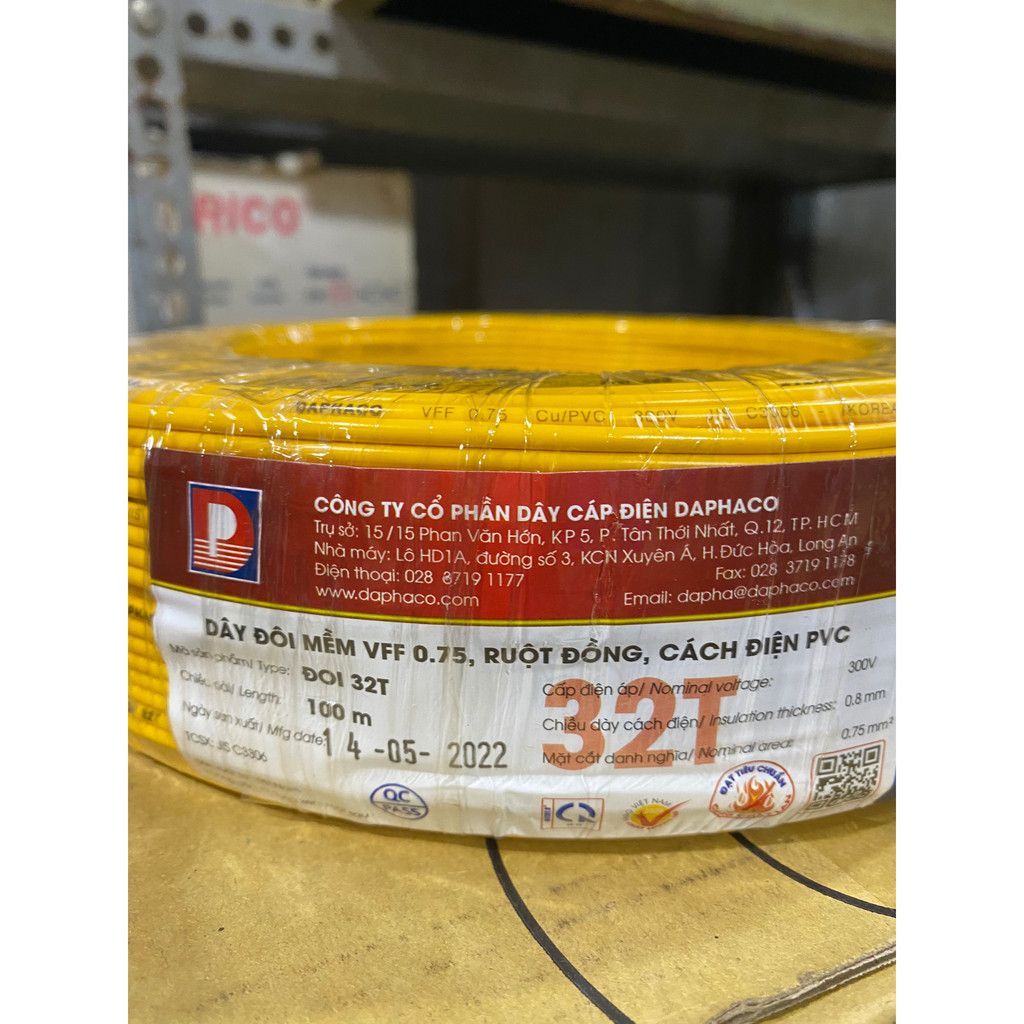 RICO
DAPHACO VFF 0.75 Cu/PVC 300V JIS C3306 - /KOREA
CÔNG TY CỔ PHẦN DÂY CÁP ĐIỆN DAPHACO
Trụ sở: 15/15 Phan Văn Hớn, KP 5, P. Tân Thới Nhất, Q.12, TP. HCM
Nhà máy: Lô HD1A, đường số 3, KCN Xuyên Á, H.Đức Hòa, Long An
Điện thoại: 028 3719 1177 Fax: 028 3719 1178
www.daphaco.com Email: dapha@daphaco.com
DÂY ĐÔI MỀM VFF 0.75, RUỘT ĐỒNG, CÁCH ĐIỆN PVC
Mã sản phẩm/ Type: ĐOI 32T
Chiều dài/ Length: 100 m
Ngày sản xuất/ Mfg date: 14-05-2022
TCSX: JIS C3306
32T
Cấp điện áp/ Nominal voltage: 300V
Chiều dày cách điện/ Insulation thickness: 0.8 mm
Mặt cắt danh nghĩa/ Nominal area: 0.75 mm²
QC
PASS
VIỆT NAM
ĐẠT TIÊU CHUẨN